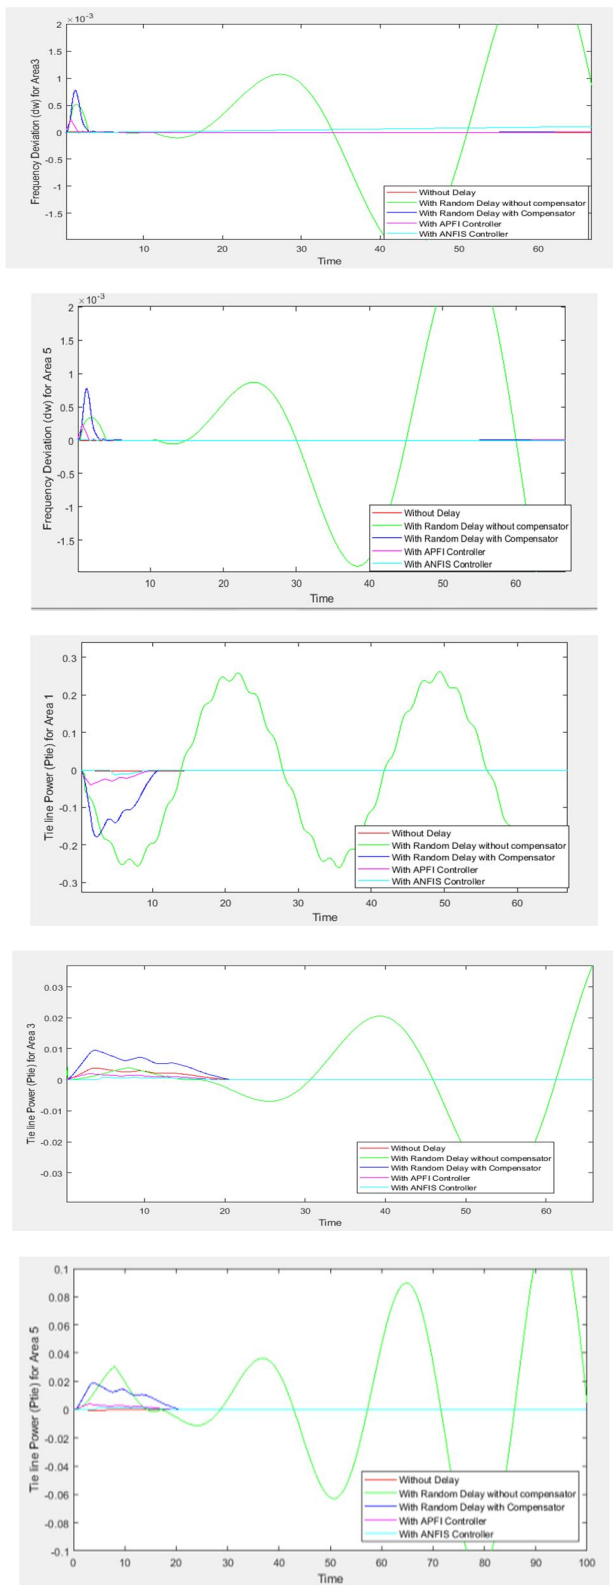 ×10⁻³
2
1.5
1
0.5
0
-0.5
-1
-1.5
Frequency Deviation (dw) for Area3
Without Delay
With Random Delay without compensator
With Random Delay with Compensator
With APFI Controller
With ANFIS Controller
10 20 30 40 50 60
Time
×10⁻³
2
1.5
1
0.5
0
-0.5
-1
-1.5
Frequency Deviation (dw) for Area 5
Without Delay
With Random Delay without compensator
With Random Delay with Compensator
With APFI Controller
With ANFIS Controller
10 20 30 40 50 60
Time
0.3
0.2
0.1
0
-0.1
-0.2
-0.3
Tie line Power (Ptie) for Area 1
Without Delay
With Random Delay without compensator
With Random Delay with Compensator
With APFI Controller
With ANFIS Controller
10 20 30 40 50 60
Time
0.03
0.02
0.01
0
-0.01
-0.02
-0.03
Tie line Power (Ptie) for Area 3
Without Delay
With Random Delay without compensator
With Random Delay with Compensator
With APFI Controller
With ANFIS Controller
10 20 30 40 50 60
Time
0.1
0.08
0.06
0.04
0.02
0
-0.02
-0.04
-0.06
-0.08
-0.1
Tie line Power (Ptie) for Area 5
Without Delay
With Random Delay without compensator
With Random Delay with Compensator
With APFI Controller
With ANFIS Controller
0 10 20 30 40 50 60 70 80 90 100
Time